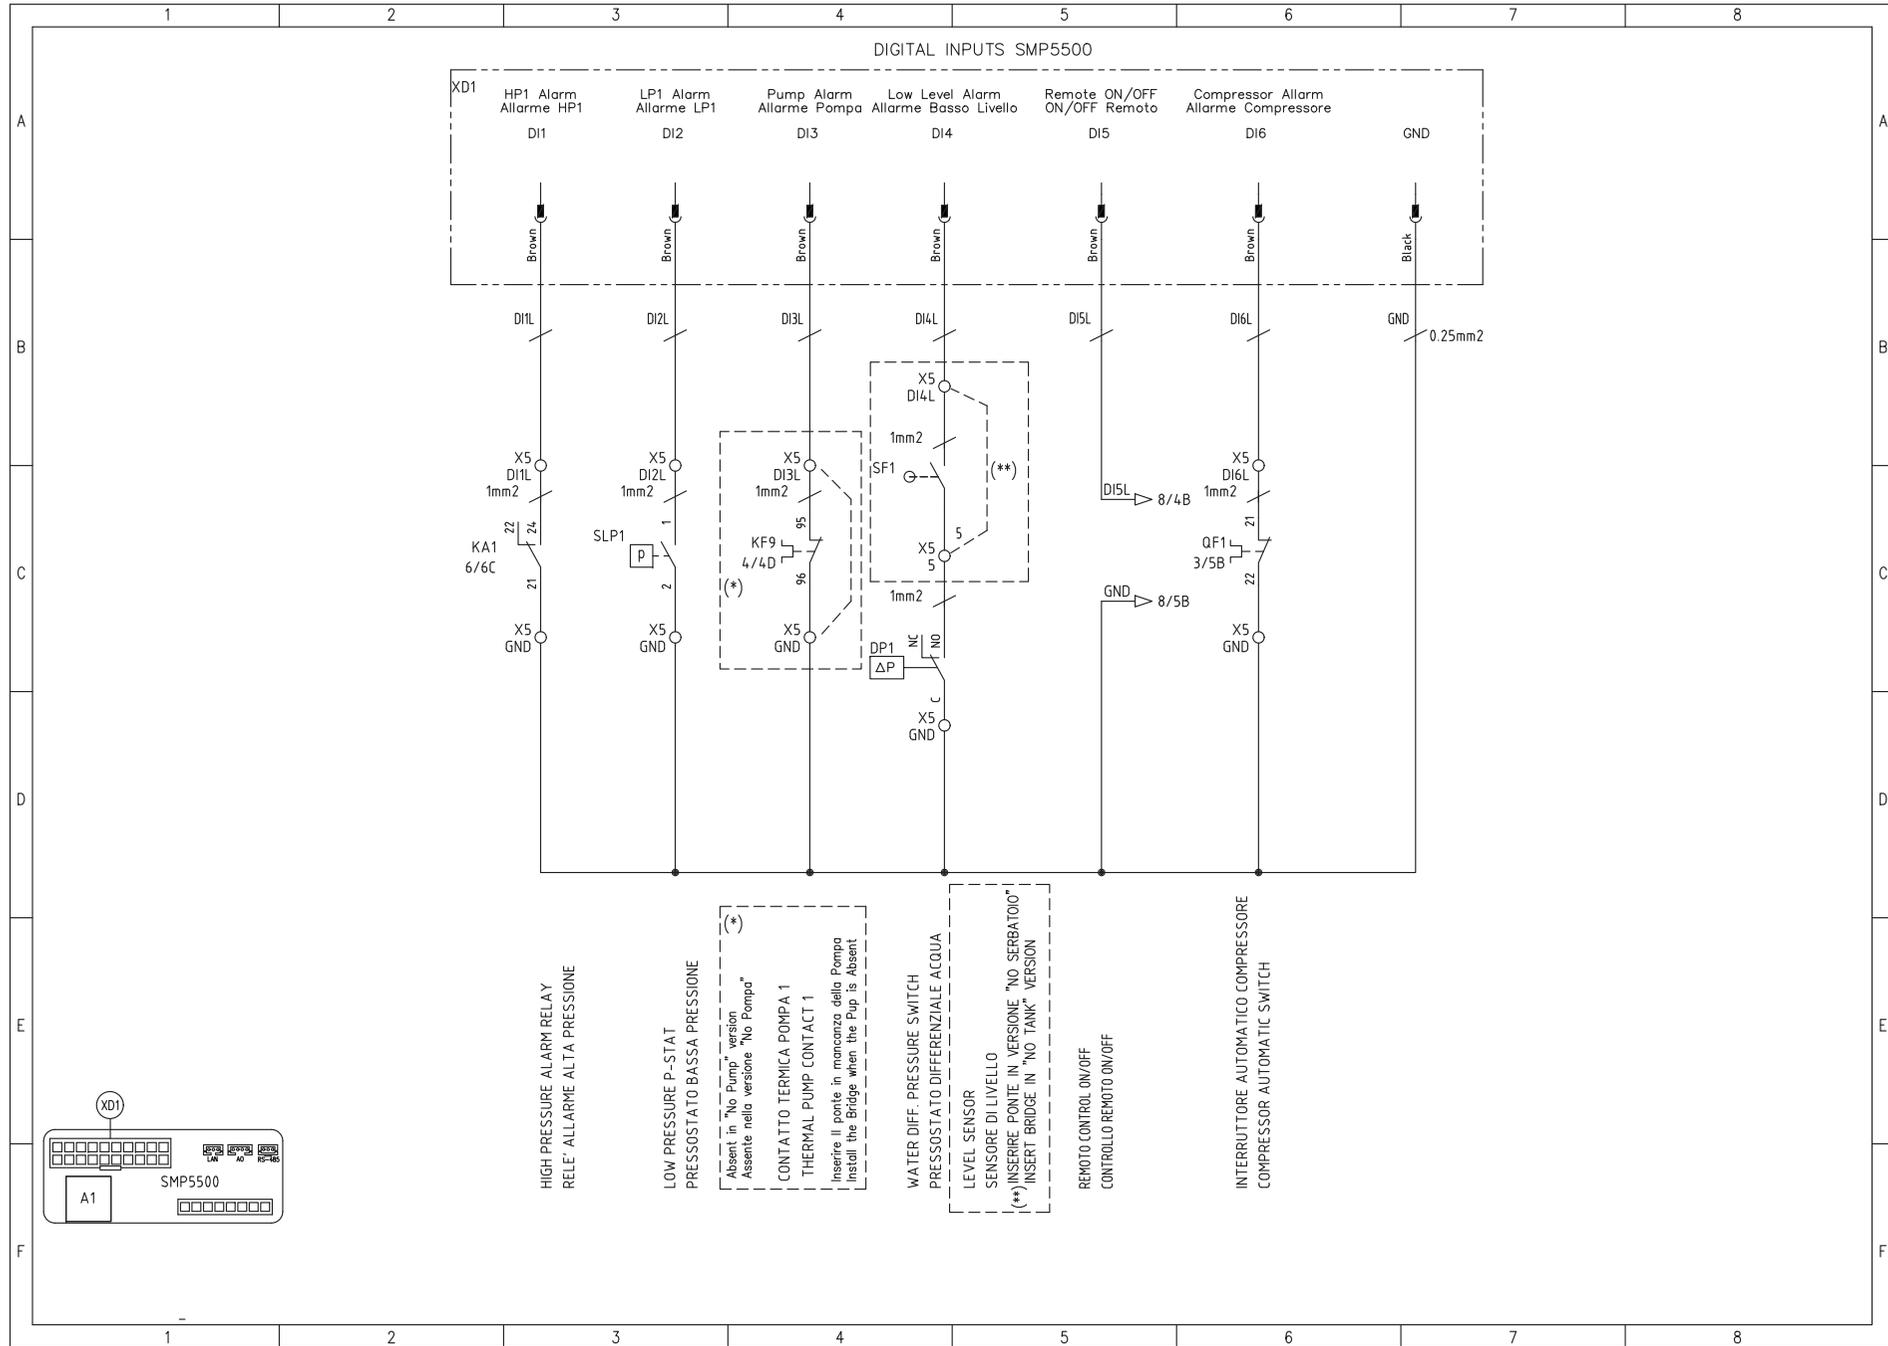 1 2 3 4 5 6 7 8
DIGITAL INPUTS SMP5500
XD1
HP1 Alarm
Allarme HP1
DI1
LP1 Alarm
Allarme LP1
DI2
Pump Alarm
Allarme Pompa
DI3
Low Level Alarm
Allarme Basso Livello
DI4
Remote ON/OFF
ON/OFF Remoto
DI5
Compressor Allarm
Allarme Compressore
DI6
GND
A A
Brown Brown Brown Brown Brown Brown Black
DI1L DI2L DI3L DI4L DI5L DI6L GND
0.25mm2
B B
X5
DI4L
1mm2
SF1
(**)
5
X5
5
1mm2
NC NO
DP1
ΔP
C
X5
GND
X5
DI1L
1mm2
22 24
KA1
6/6C
21
X5
GND
X5
DI2L
1mm2
1
SLP1
P
2
X5
GND
X5
DI3L
1mm2
95
KF9
4/4D
96
(*)
X5
GND
DI5L 8/4B
GND 8/5B
X5
DI6L
1mm2
21
QF1
3/5B
22
X5
GND
C C
D D
HIGH PRESSURE ALARM RELAY
RELE' ALLARME ALTA PRESSIONE
LOW PRESSURE P-STAT
PRESSOSTATO BASSA PRESSIONE
(*)
Absent in "No Pump" version
Assente nella versione "No Pompa"
CONTATTO TERMICA POMPA 1
THERMAL PUMP CONTACT 1
Inserire Il ponte in mancanza della Pompa
Install the Bridge when the Pup is Absent
WATER DIFF. PRESSURE SWITCH
PRESSOSTATO DIFFERENZIALE ACQUA
LEVEL SENSOR
SENSORE DI LIVELLO
(**) INSERIRE PONTE IN VERSIONE "NO SERBATOIO"
INSERT BRIDGE IN "NO TANK" VERSION
REMOTO CONTROL ON/OFF
CONTROLLO REMOTO ON/OFF
INTERRUTTORE AUTOMATICO COMPRESSORE
COMPRESSOR AUTOMATIC SWITCH
E E
XD1
LAN AO RS-485
SMP5500
A1
F F
1 2 3 4 5 6 7 8